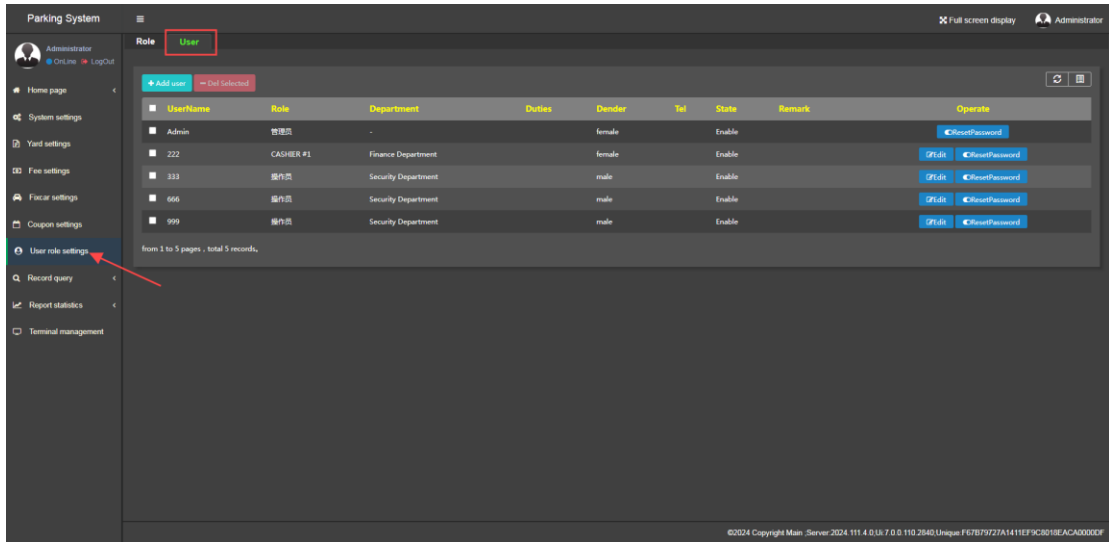 Parking System
Full screen display
Administrator
Administrator
OnLine LogOut
Role User
Home page
System settings
Yard settings
Fee settings
Fixcar settings
Coupon settings
User role settings
Record query
Report statistics
Terminal management
Add user Del Selected
UserName Role Department Duties Dender Tel State Remark Operate
Admin 管理员 - female Enable ResetPassword
222 CASHIER #1 Finance Department female Enable Edit ResetPassword
333 操作员 Security Department male Enable Edit ResetPassword
666 操作员 Security Department male Enable Edit ResetPassword
999 操作员 Security Department male Enable Edit ResetPassword
from 1 to 5 pages , total 5 records。
©2024 Copyright Main ;Server:2024.111.4.0;Ui:7.0.0.110.2840;Unique:F67B79727A1411EF9C8018EACA0000DF